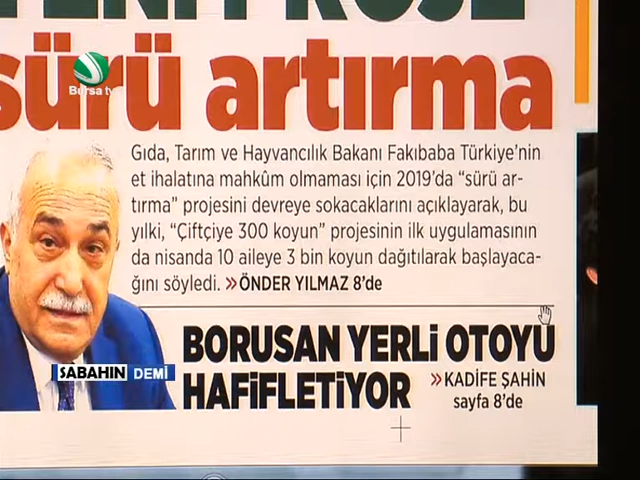 sürü artırma
Bursa tv
Gıda, Tarım ve Hayvancılık Bakanı Fakıbaba Türkiye'nin
et ihalatına mahkûm olmaması için 2019'da "sürü ar-
tırma" projesini devreye sokacaklarını açıklayarak, bu
yılki, "Çiftçiye 300 koyun" projesinin ilk uygulamasının
da nisanda 10 aileye 3 bin koyun dağıtılarak başlayaca-
ğını söyledi. »ÖNDER YILMAZ 8'de
BORUSAN YERLİ OTOYU
HAFİFLETİYOR »KADİFE ŞAHİN
sayfa 8'de
SABAHIN DEMİ